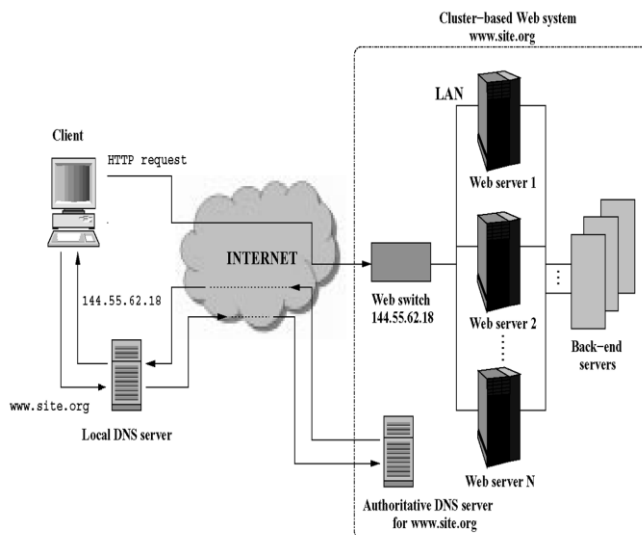 Cluster-based Web system
www.site.org
LAN
Client
HTTP request
Web server 1
INTERNET
144.55.62.18
Web switch
144.55.62.18
Web server 2
Back-end
servers
www.site.org
Local DNS server
Web server N
Authoritative DNS server
for www.site.org